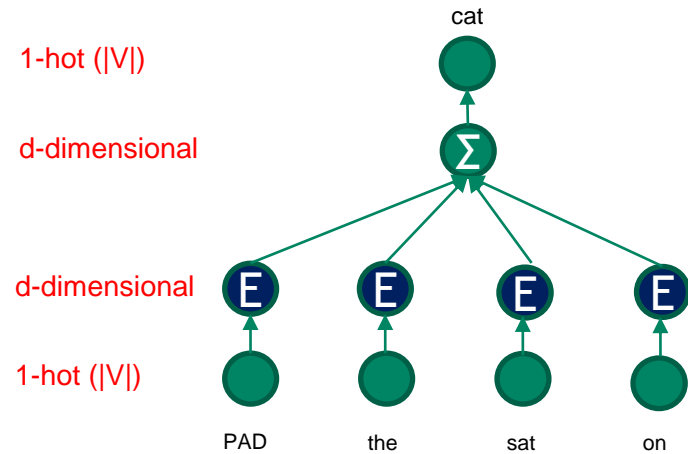 cat
1-hot (|V|)
d-dimensional
Σ
d-dimensional
E E E E
1-hot (|V|)
PAD the sat on